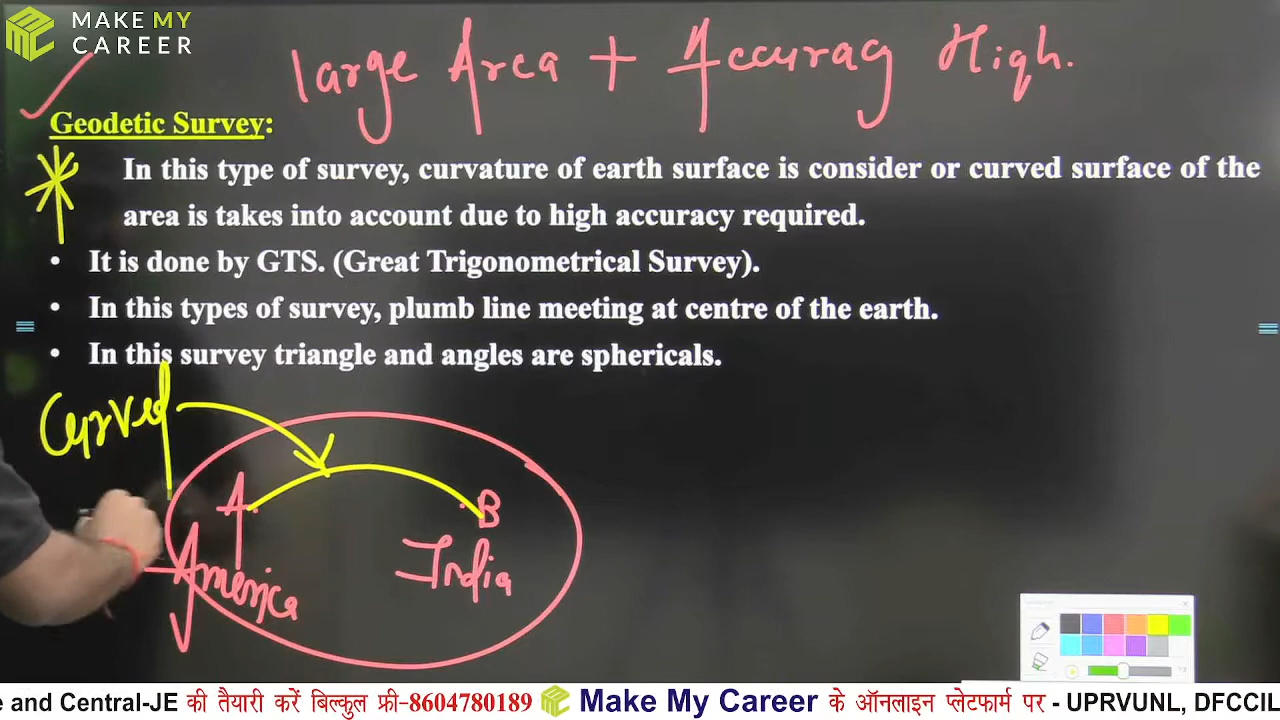 MAKE MY
CAREER
large Area + Accuracy High.
Geodetic Survey:
In this type of survey, curvature of earth surface is consider or curved surface of the
area is takes into account due to high accuracy required.
• It is done by GTS. (Great Trigonometrical Survey).
• In this types of survey, plumb line meeting at centre of the earth.
• In this survey triangle and angles are sphericals.
Curved
A
B
America
India
e and Central-JE की तैयारी करें बिल्कुल फ्री-8604780189 Make My Career के ऑनलाइन प्लेटफार्म पर - UPRVUNL, DFCCIL